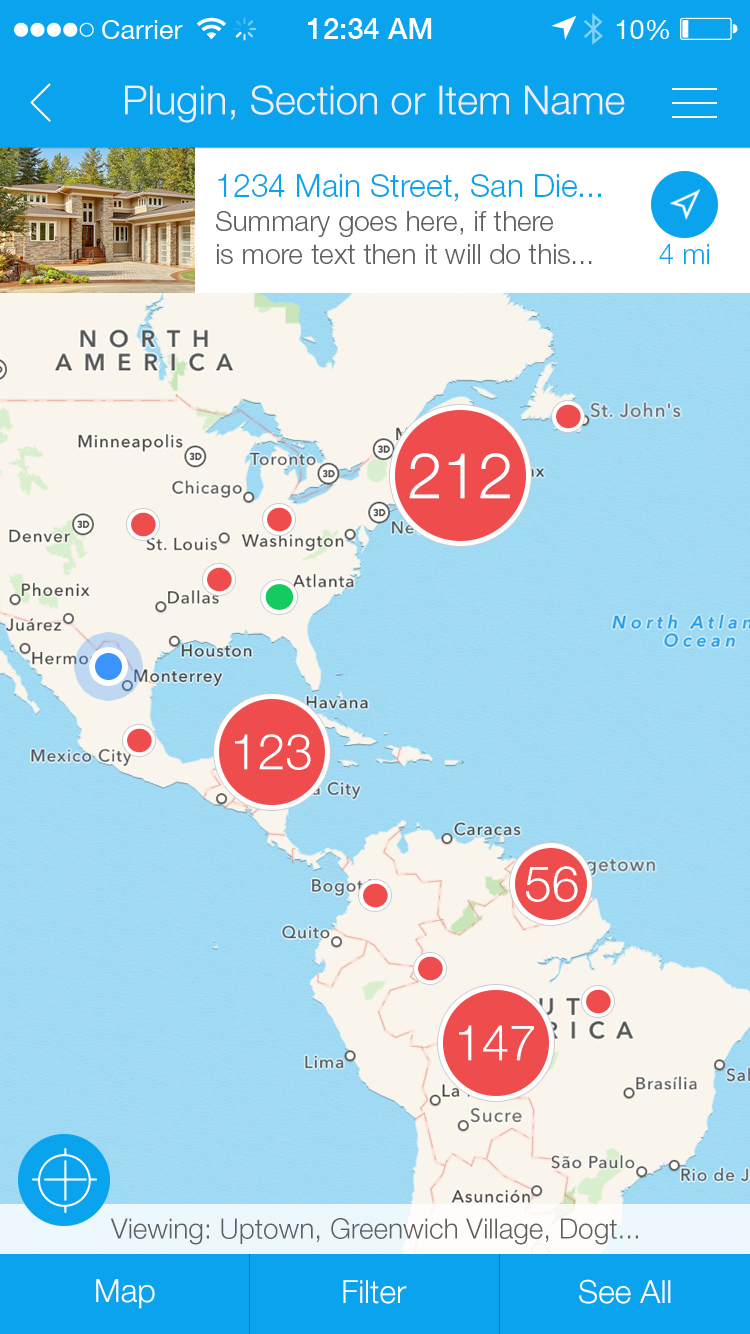 Carrier 12:34 AM 10%
Plugin, Section or Item Name
1234 Main Street, San Die...
Summary goes here, if there
is more text then it will do this...
4 mi
NORTH
AMERICA
St. John's
Minneapolis
3D
Toronto
3D
3D
212
Chicago
3D
Denver
3D
St. Louis
Washington
Ne
Phoenix
Dallas
Atlanta
Juárez
North Atlan
Ocean
Hermo
Houston
Monterrey
Havana
Mexico City
123
City
Caracas
getown
56
Bogot
Quito
UT
RICA
147
Lima
La
Brasília
Sal
Sucre
São Paulo
Rio de J
Asunción
Viewing: Uptown, Greenwich Village, Dogt...
Map
Filter
See All